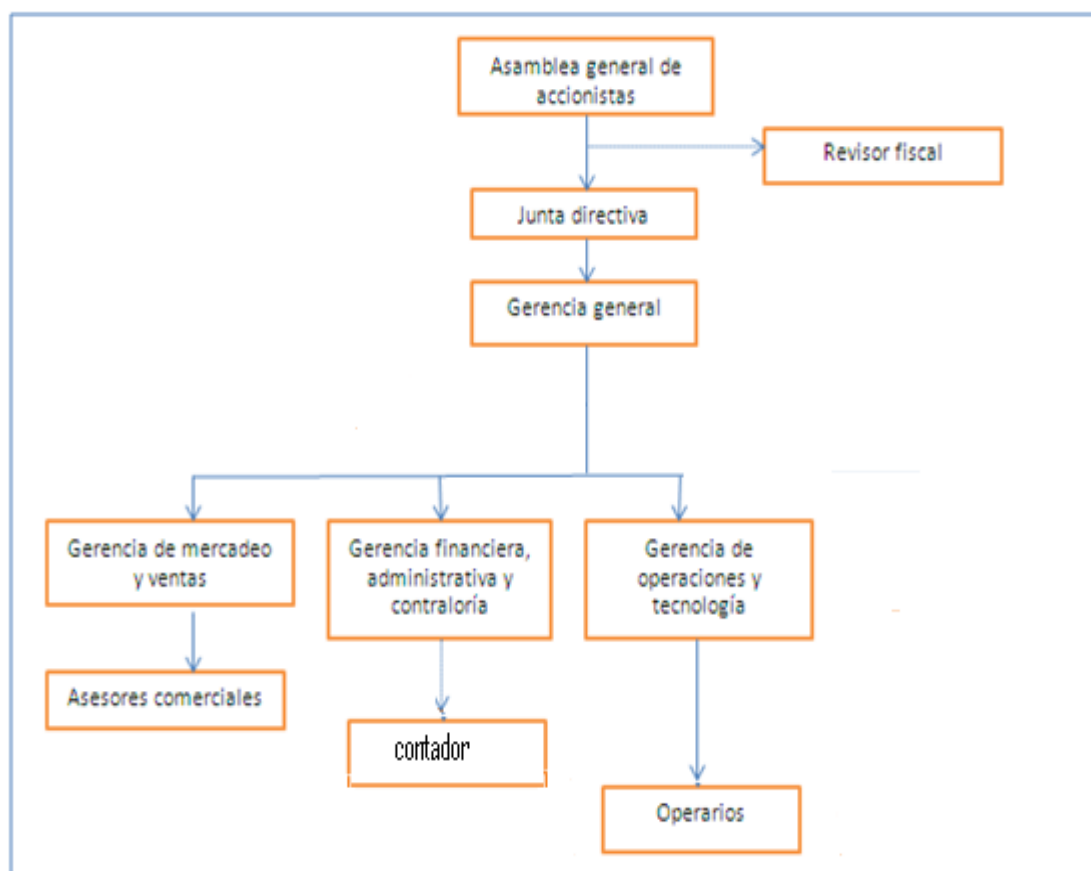 Asamblea general de
accionistas
Revisor fiscal
Junta directiva
Gerencia general
Gerencia de mercadeo
y ventas
Gerencia financiera,
administrativa y
contraloría
Gerencia de
operaciones y
tecnología
Asesores comerciales
contador
Operarios